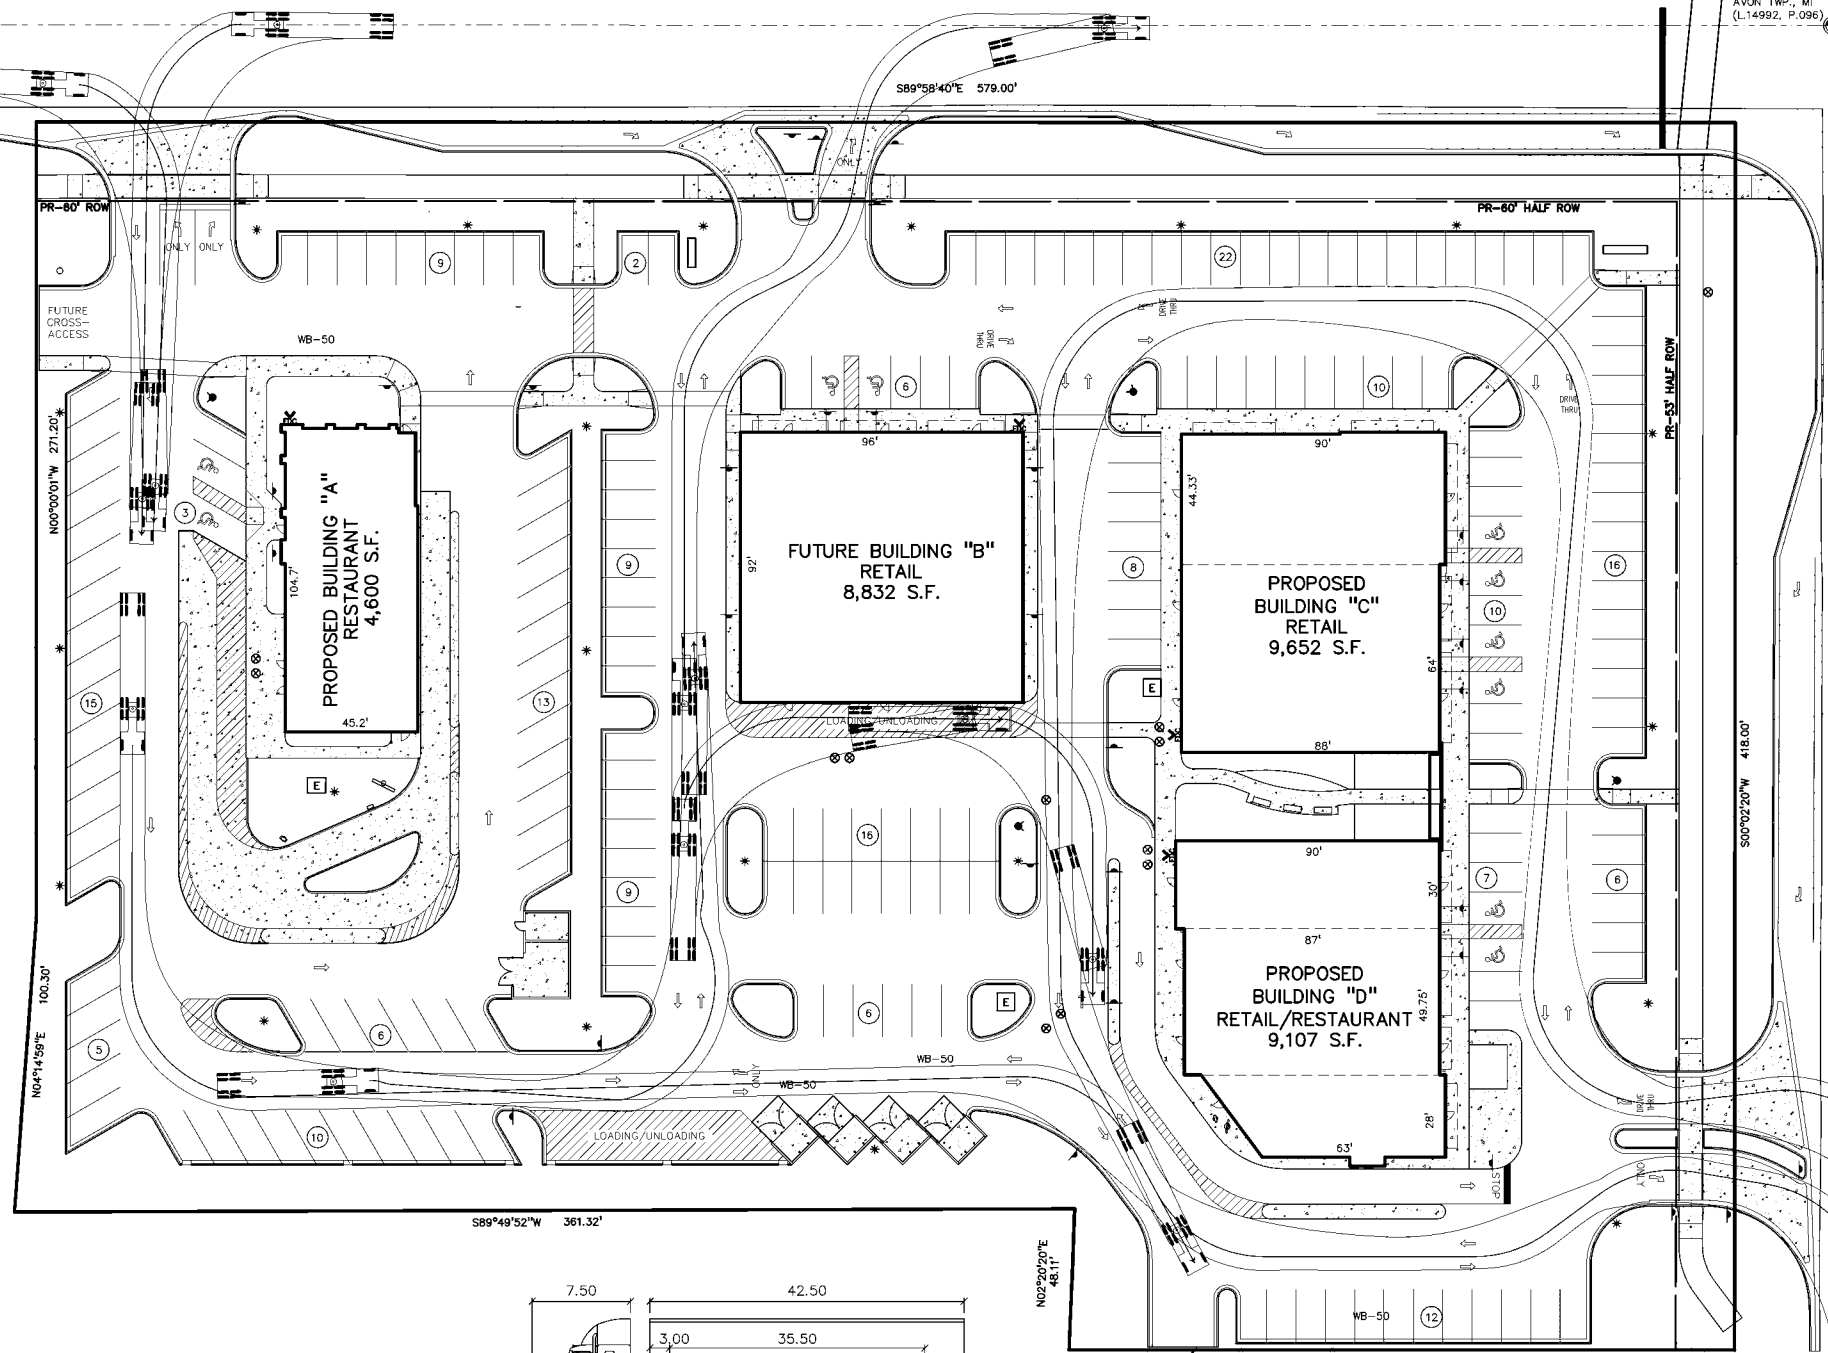 AVON TWP., MI
(L.14992, P.096)
S89°58'40"E 579.00'
ONLY
PR-60' ROW
PR-60' HALF ROW
ONLY ONLY
9
2
22
FUTURE
CROSS-
ACCESS
WB-50
DRIVE
THRU
DRIVE
THRU
6
10
DRIVE
THRU
PR-53' HALF ROW
N00°00'01"W 271.20'
FDC
FDC
96'
90'
44.33'
3
PROPOSED BUILDING "A"
RESTAURANT
4,600 S.F.
104.7'
45.2'
9
92'
FUTURE BUILDING "B"
RETAIL
8,832 S.F.
8
PROPOSED
BUILDING "C"
RETAIL
9,652 S.F.
64'
88'
10
16
15
13
E
LOADING/UNLOADING
FDC
S00°02'20"W 418.00'
E
16
9
FDC
90'
30'
7
6
87'
PROPOSED
BUILDING "D"
RETAIL/RESTAURANT
9,107 S.F.
49.75'
N04°14'59"E 100.30'
5
6
6
E
WB-50
ONLY
WB-50
DRIVE
THRU
10
LOADING/UNLOADING
28'
63'
STOP
ONLY
S89°49'52"W 361.32'
N02°20'20"E
48.11'
7.50
42.50
3.00
35.50
WB-50
12